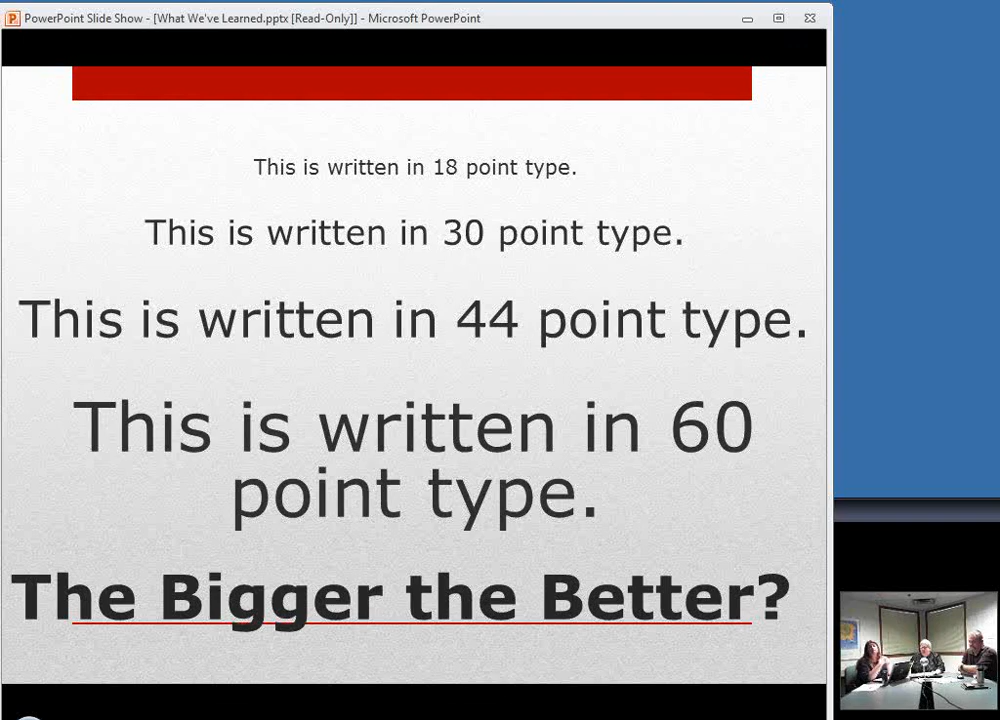 PowerPoint Slide Show - [What We've Learned.pptx [Read-Only]] - Microsoft PowerPoint
This is written in 18 point type.
This is written in 30 point type.
This is written in 44 point type.
This is written in 60
point type.
The Bigger the Better?